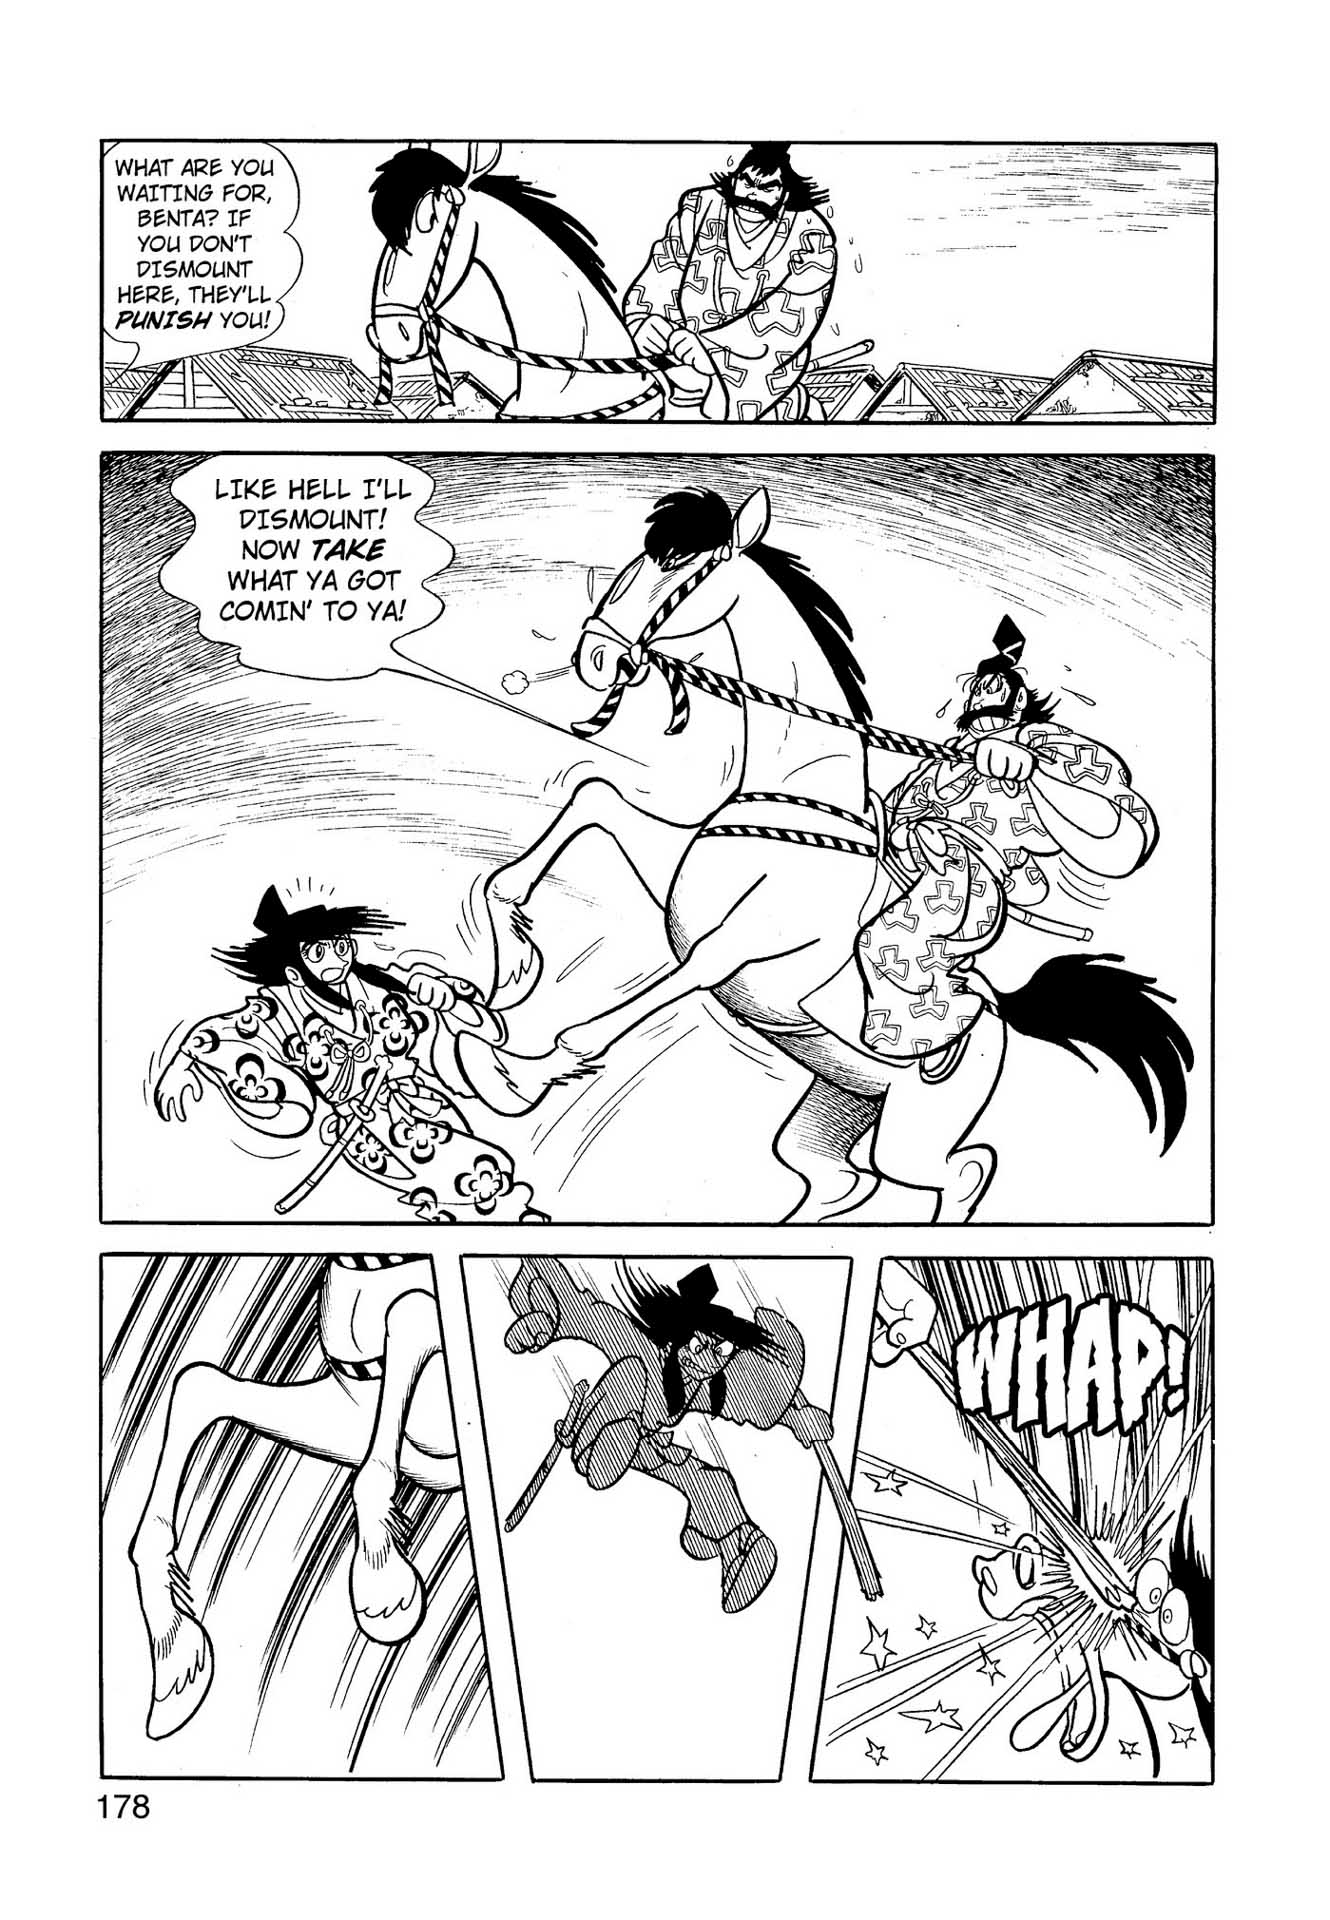 WHAT ARE YOU
WAITING FOR,
BENTA? IF
YOU DON'T
DISMOUNT
HERE, THEY'LL
PUNISH YOU!
LIKE HELL I'LL
DISMOUNT!
NOW TAKE
WHAT YA GOT
COMIN' TO YA!
WHAP!
178